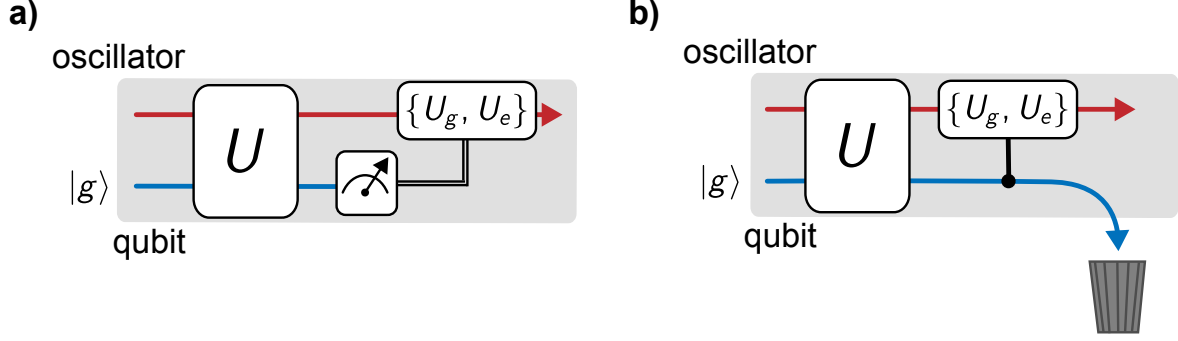 a)
oscillator
U
{U_g, U_e}
|g⟩
qubit
b)
oscillator
U
{U_g, U_e}
|g⟩
qubit